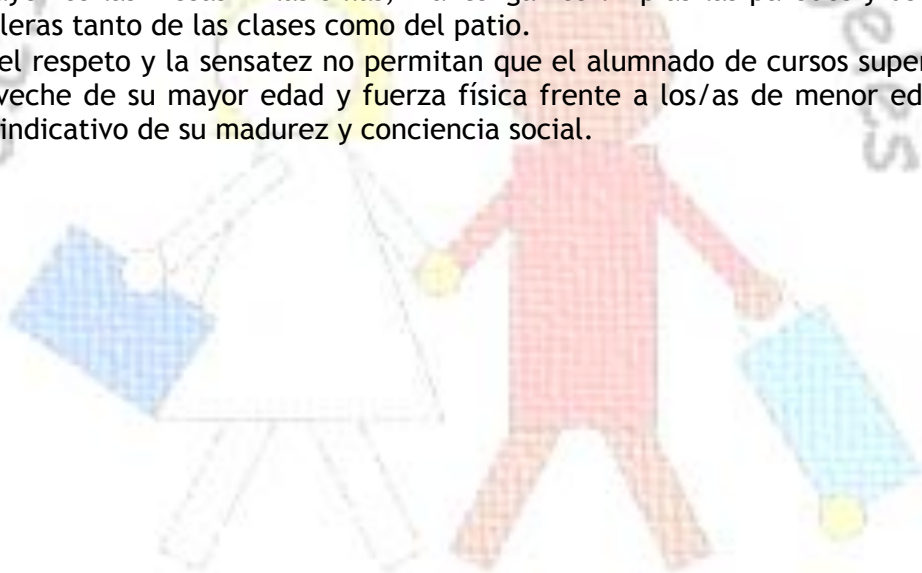 leras tanto de las clases como del patio.
el respeto y la sensatez no permitan que el alumnado de cursos super
veche de su mayor edad y fuerza física frente a los/as de menor ed
indicativo de su madurez y conciencia social.